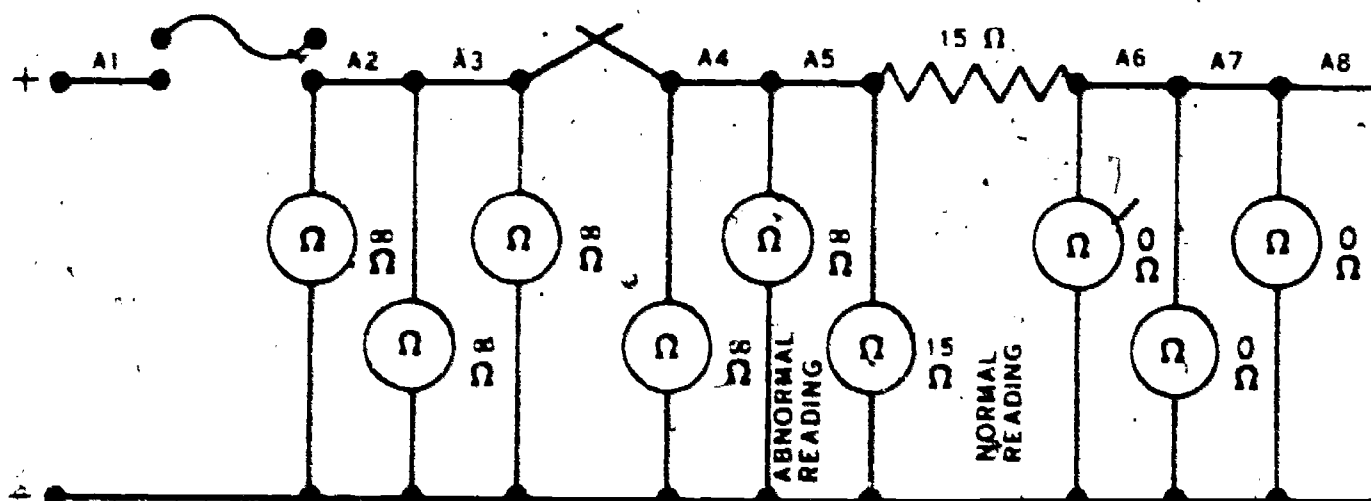 A1 A2 A3 A4 A5 15 Ω A6 A7 A8
+
Ω ∞ Ω
Ω ∞ Ω
Ω ∞ Ω
Ω ∞ Ω
Ω ∞ Ω
Ω 15 Ω
Ω 0 Ω
Ω 0 Ω
Ω 0 Ω
ABNORMAL
READING
NORMAL
READING